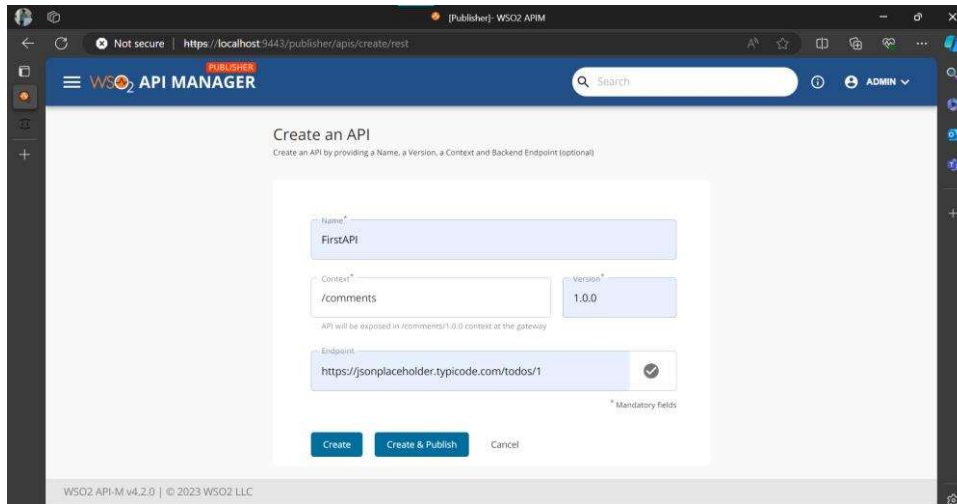 [Publisher]- WSO2 APIM
Not secure | https://localhost:9443/publisher/apis/create/rest
PUBLISHER
WSO2 API MANAGER
Search
ADMIN
Create an API
Create an API by providing a Name, a Version, a Context and Backend Endpoint (optional)
Name*
FirstAPI
Context*
/comments
Version*
1.0.0
API will be exposed in /comments/1.0.0 context at the gateway
Endpoint
https://jsonplaceholder.typicode.com/todos/1
* Mandatory fields
Create
Create & Publish
Cancel
WSO2 API-M v4.2.0 | © 2023 WSO2 LLC